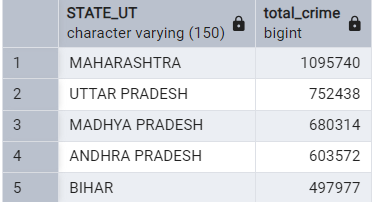 STATE_UT total_crime
character varying (150) bigint
1 MAHARASHTRA 1095740
2 UTTAR PRADESH 752438
3 MADHYA PRADESH 680314
4 ANDHRA PRADESH 603572
5 BIHAR 497977